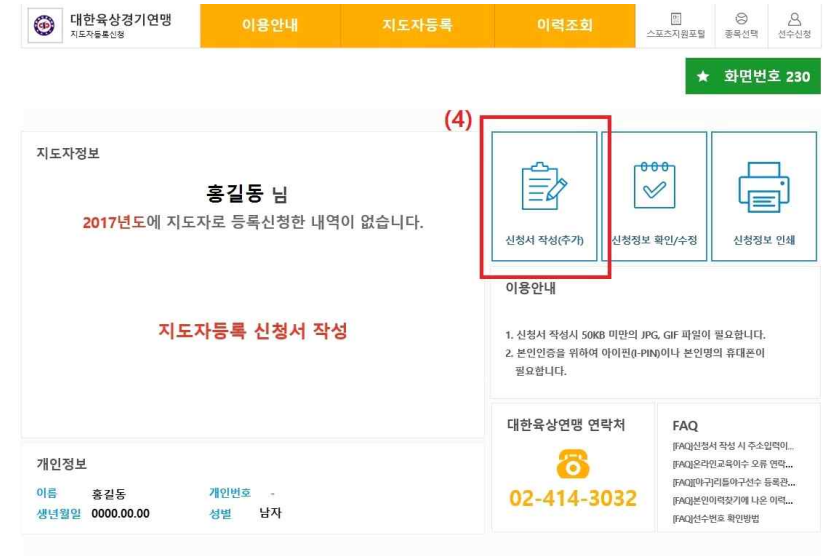 대한육상경기연맹
지도자등록신청
이용안내
지도자등록
이력조회
스포츠지원포털
종목선택
선수신청
★ 화면번호 230
(4)
지도자정보
홍길동 님
2017년도에 지도자로 등록신청한 내역이 없습니다.
지도자등록 신청서 작성
신청서 작성(추가)
신청정보 확인/수정
신청정보 인쇄
이용안내
1. 신청서 작성시 50KB 미만의 JPG, GIF 파일이 필요합니다.
2. 본인인증을 위하여 아이핀(I-PIN)이나 본인명의 휴대폰이
필요합니다.
개인정보
이름 홍길동 개인번호 -
생년월일 0000.00.00 성별 남자
대한육상연맹 연락처
02-414-3032
FAQ
[FAQ]신청서 작성 시 주소입력이...
[FAQ]온라인교육이수 오류 연락...
[FAQ][야구]리틀야구선수 등록관...
[FAQ]본인이력찾기에 나온 이력...
[FAQ]선수번호 확인방법